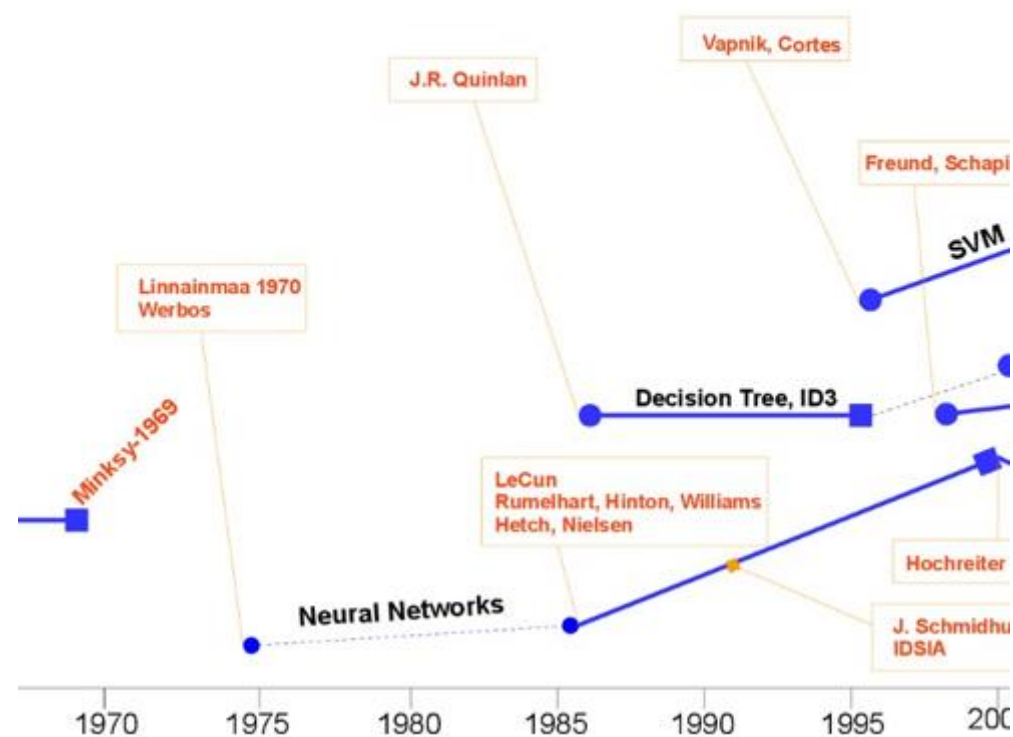 Vapnik, Cortes
J.R. Quinlan
Freund, Schapi
SVM
Linnainmaa 1970
Werbos
Decision Tree, ID3
Minksy-1969
LeCun
Rumelhart, Hinton, Williams
Hetch, Nielsen
Hochreiter
Neural Networks
J. Schmidhu
IDSIA
1970 1975 1980 1985 1990 1995 200